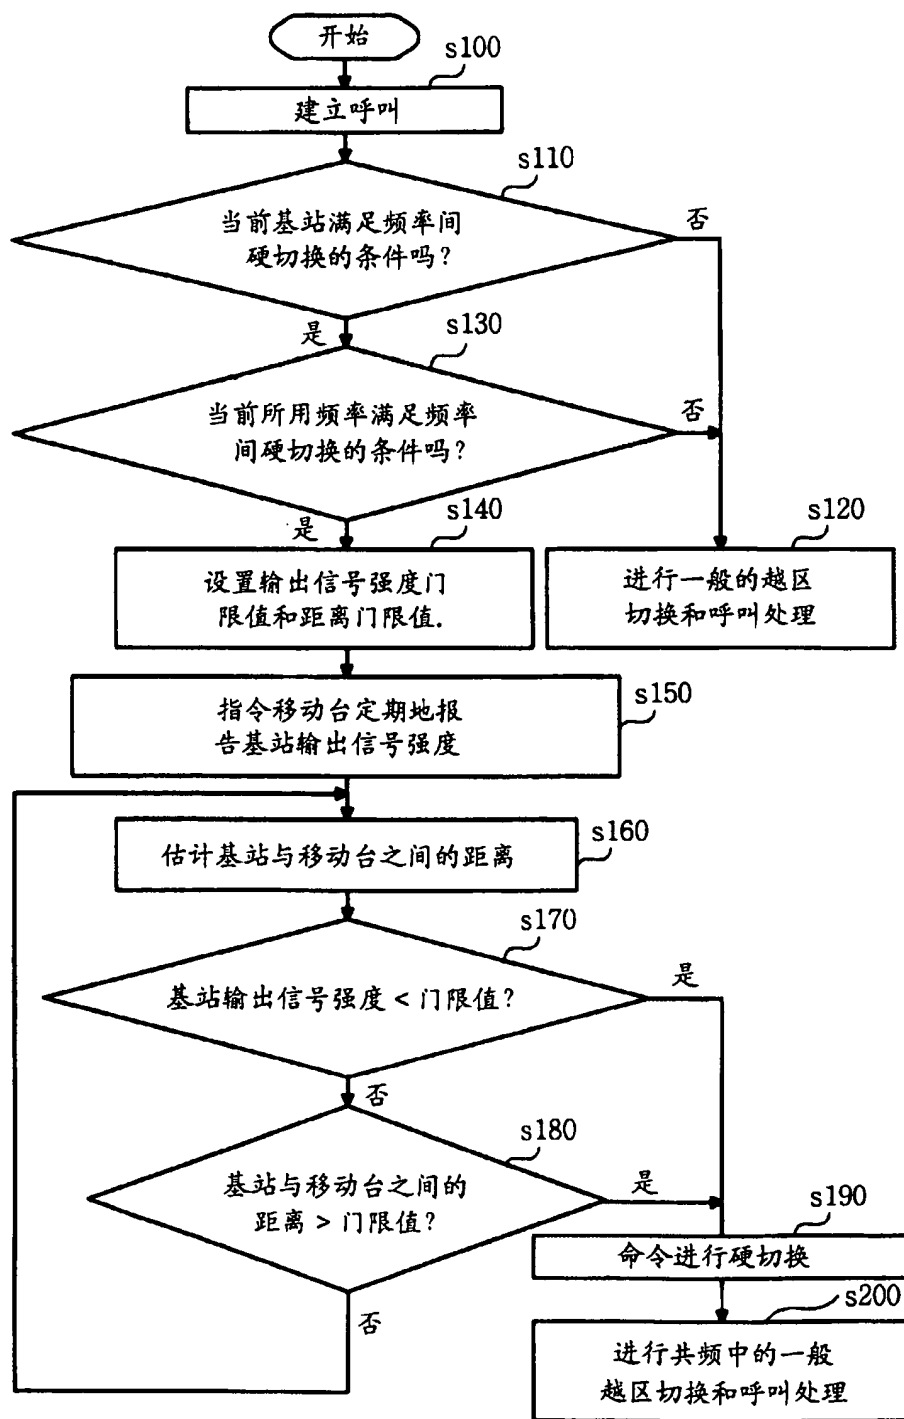 开始
s100
建立呼叫
s110
当前基站满足频率间
硬切换的条件吗?
否
是
s130
当前所用频率满足频率
间硬切换的条件吗?
否
是
s140
设置输出信号强度门
限值和距离门限值.
s120
进行一般的越区
切换和呼叫处理
s150
指令移动台定期地报
告基站输出信号强度
s160
估计基站与移动台之间的距离
s170
基站输出信号强度 < 门限值?
是
否
s180
基站与移动台之间的
距离 > 门限值?
是
否
s190
命令进行硬切换
s200
进行共频中的一般
越区切换和呼叫处理